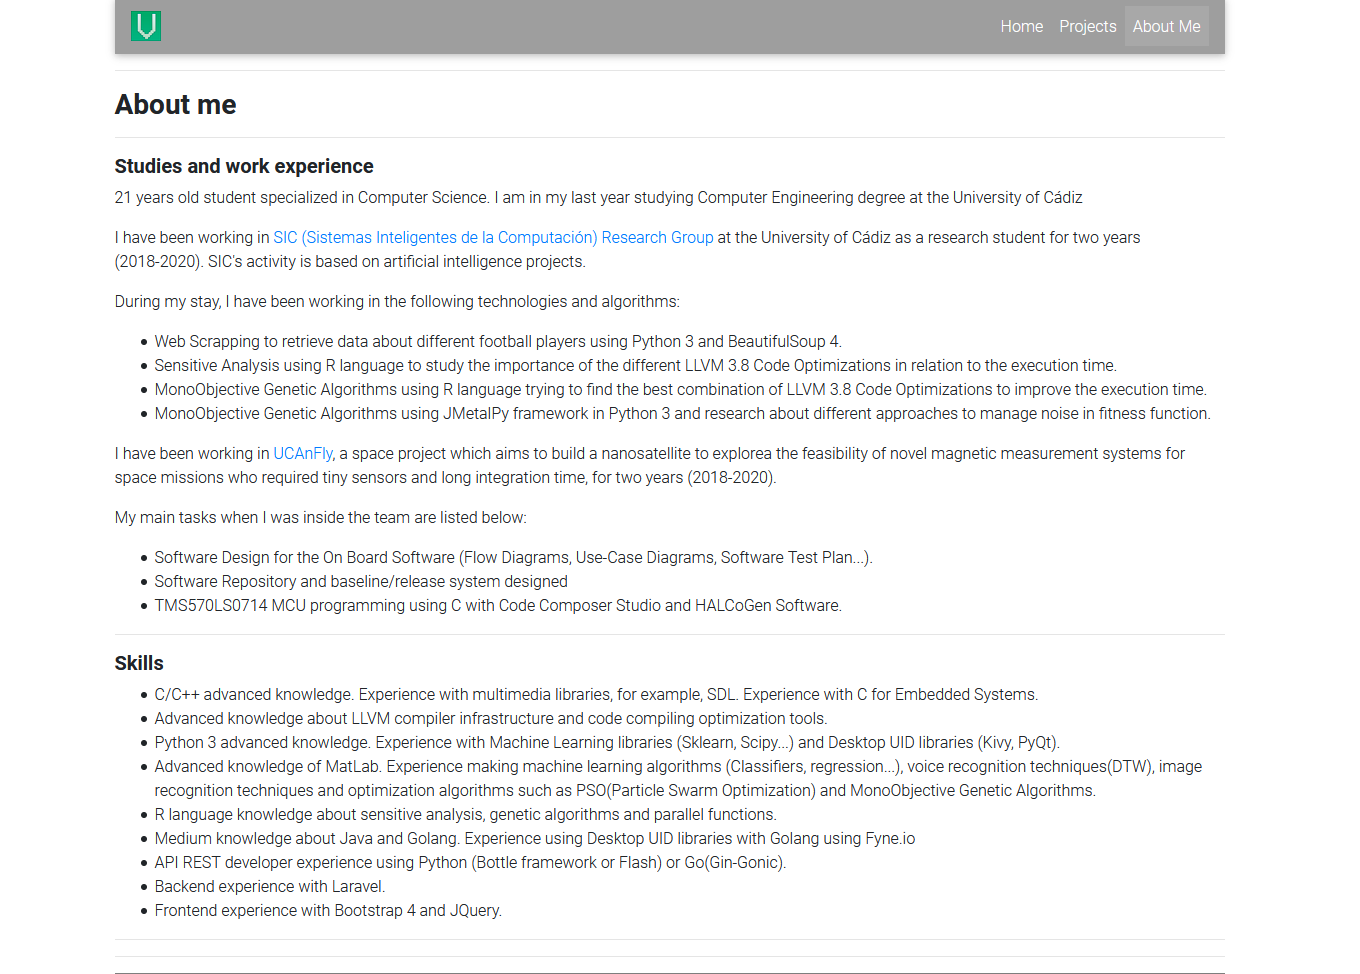 Home Projects About Me
About me
Studies and work experience
21 years old student specialized in Computer Science. I am in my last year studying Computer Engineering degree at the University of Cádiz
I have been working in SIC (Sistemas Inteligentes de la Computación) Research Group at the University of Cádiz as a research student for two years
(2018-2020). SIC's activity is based on artificial intelligence projects.
During my stay, I have been working in the following technologies and algorithms:
• Web Scrapping to retrieve data about different football players using Python 3 and BeautifulSoup 4.
• Sensitive Analysis using R language to study the importance of the different LLVM 3.8 Code Optimizations in relation to the execution time.
• MonoObjective Genetic Algorithms using R language trying to find the best combination of LLVM 3.8 Code Optimizations to improve the execution time.
• MonoObjective Genetic Algorithms using JMetalPy framework in Python 3 and research about different approaches to manage noise in fitness function.
I have been working in UCAnFly, a space project which aims to build a nanosatellite to explorea the feasibility of novel magnetic measurement systems for
space missions who required tiny sensors and long integration time, for two years (2018-2020).
My main tasks when I was inside the team are listed below:
• Software Design for the On Board Software (Flow Diagrams, Use-Case Diagrams, Software Test Plan...).
• Software Repository and baseline/release system designed
• TMS570LS0714 MCU programming using C with Code Composer Studio and HALCoGen Software.
Skills
• C/C++ advanced knowledge. Experience with multimedia libraries, for example, SDL. Experience with C for Embedded Systems.
• Advanced knowledge about LLVM compiler infrastructure and code compiling optimization tools.
• Python 3 advanced knowledge. Experience with Machine Learning libraries (Sklearn, Scipy...) and Desktop UID libraries (Kivy, PyQt).
• Advanced knowledge of MatLab. Experience making machine learning algorithms (Classifiers, regression...), voice recognition techniques(DTW), image
recognition techniques and optimization algorithms such as PSO(Particle Swarm Optimization) and MonoObjective Genetic Algorithms.
• R language knowledge about sensitive analysis, genetic algorithms and parallel functions.
• Medium knowledge about Java and Golang. Experience using Desktop UID libraries with Golang using Fyne.io
• API REST developer experience using Python (Bottle framework or Flash) or Go(Gin-Gonic).
• Backend experience with Laravel.
• Frontend experience with Bootstrap 4 and JQuery.